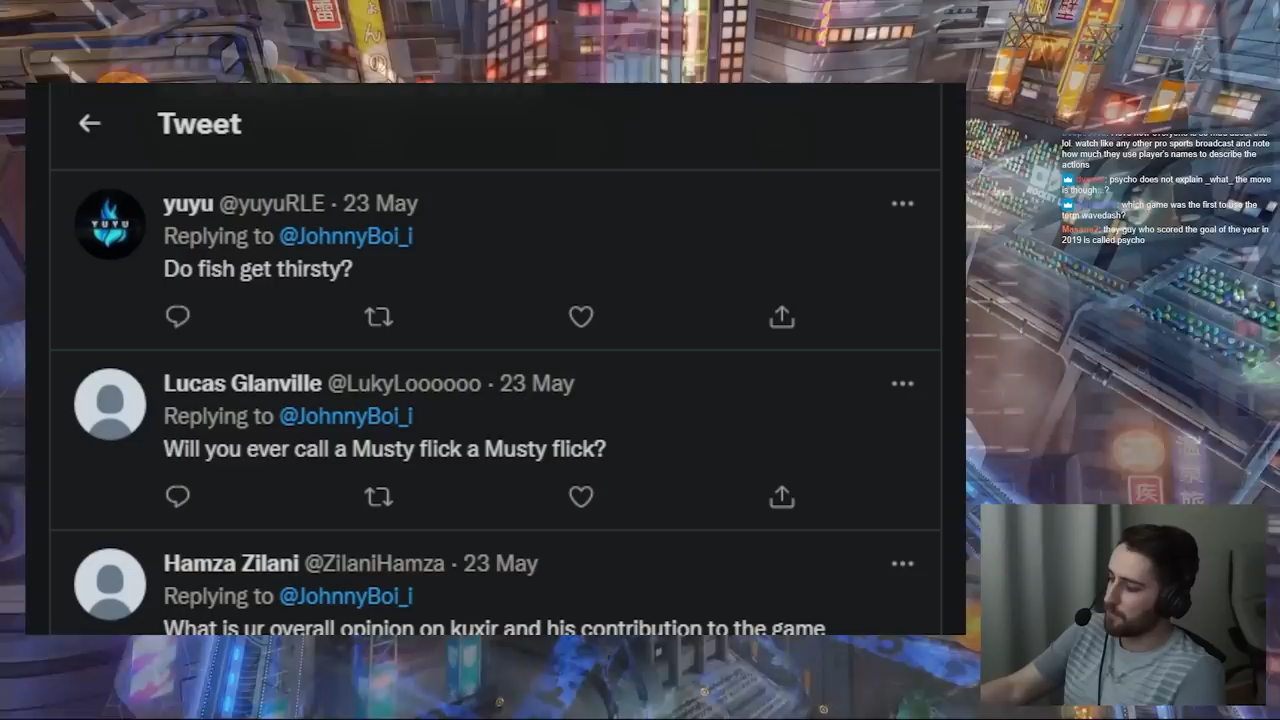 Tweet
yuyu @yuyuRLE · 23 May
Replying to @JohnnyBoi_i
Do fish get thirsty?
YUYU
Lucas Glanville @LukyLoooooo · 23 May
Replying to @JohnnyBoi_i
Will you ever call a Musty flick a Musty flick?
Hamza Zilani @ZilaniHamza · 23 May
Replying to @JohnnyBoi_i
What is ur overall opinion on kuxir and his contribution to the game
lol. watch like any other pro sports broadcast and note
how much they use player's names to describe the
actions
psycho does not explain _what_ the move
is though..?
which game was the first to use the
term wavedash?
they guy who scored the goal of the year in
2019 is called psycho